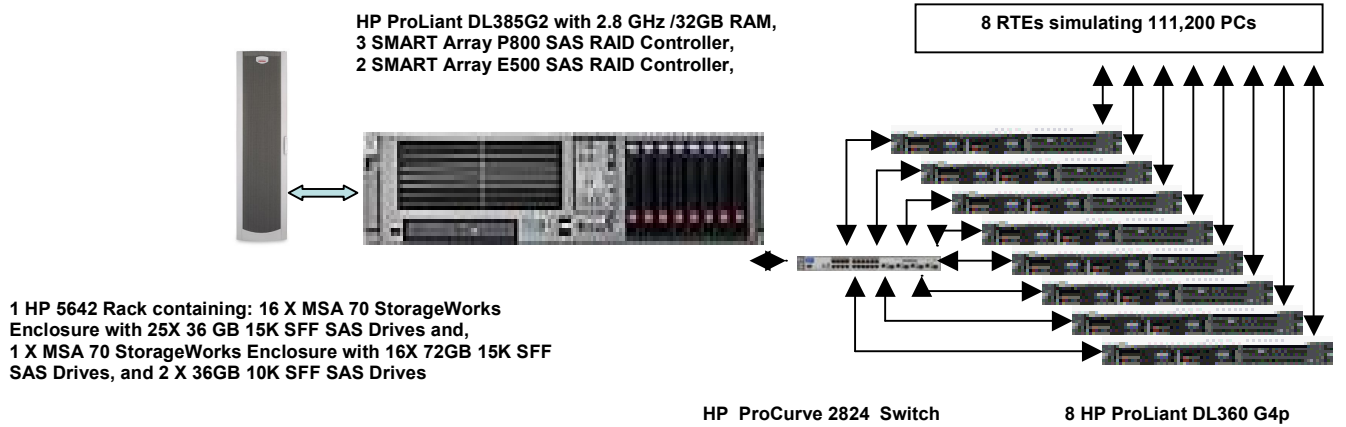 HP ProLiant DL385G2 with 2.8 GHz /32GB RAM,
3 SMART Array P800 SAS RAID Controller,
2 SMART Array E500 SAS RAID Controller,
8 RTEs simulating 111,200 PCs
1 HP 5642 Rack containing: 16 X MSA 70 StorageWorks
Enclosure with 25X 36 GB 15K SFF SAS Drives and,
1 X MSA 70 StorageWorks Enclosure with 16X 72GB 15K SFF
SAS Drives, and 2 X 36GB 10K SFF SAS Drives
HP ProCurve 2824 Switch
8 HP ProLiant DL360 G4p